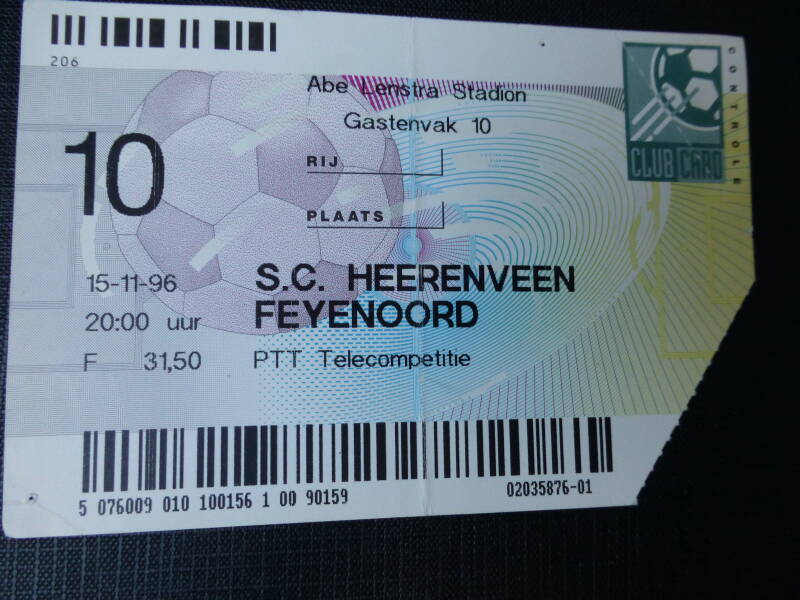 206
Abe Lenstra Stadion
Gastenvak 10
CONTROLE
CLUB CARD
10
RIJ
PLAATS
15-11-96
S.C. HEERENVEEN
20:00 uur
FEYENOORD
F 31,50
PTT Telecompetitie
5 076009 010 100156 1 00 90159
02035876-01